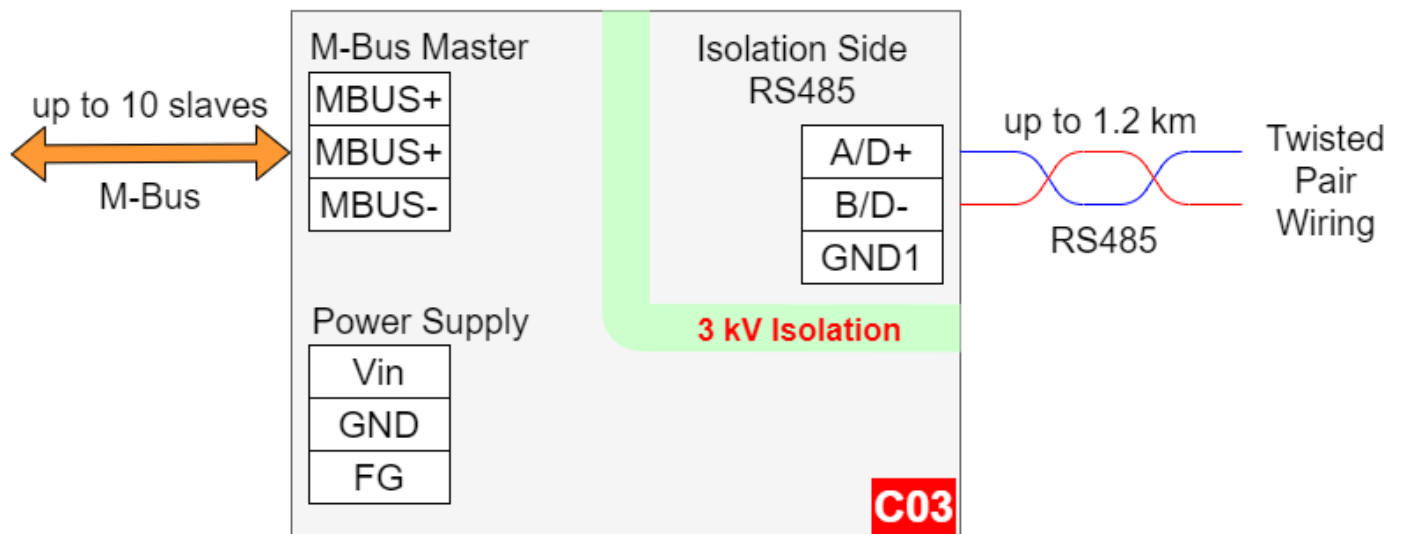 up to 10 slaves
M-Bus
M-Bus Master
MBUS+
MBUS+
MBUS-
Power Supply
Vin
GND
FG
Isolation Side
RS485
A/D+
B/D-
GND1
3 kV Isolation
C03
up to 1.2 km
RS485
Twisted
Pair
Wiring